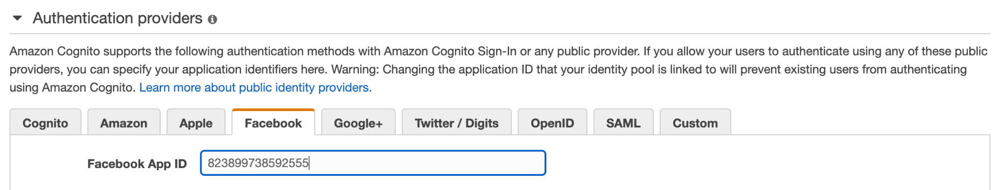 Authentication providers
Amazon Cognito supports the following authentication methods with Amazon Cognito Sign-In or any public provider. If you allow your users to authenticate using any of these public
providers, you can specify your application identifiers here. Warning: Changing the application ID that your identity pool is linked to will prevent existing users from authenticating
using Amazon Cognito. Learn more about public identity providers.
Cognito Amazon Apple Facebook Google+ Twitter / Digits OpenID SAML Custom
Facebook App ID 823899738592555